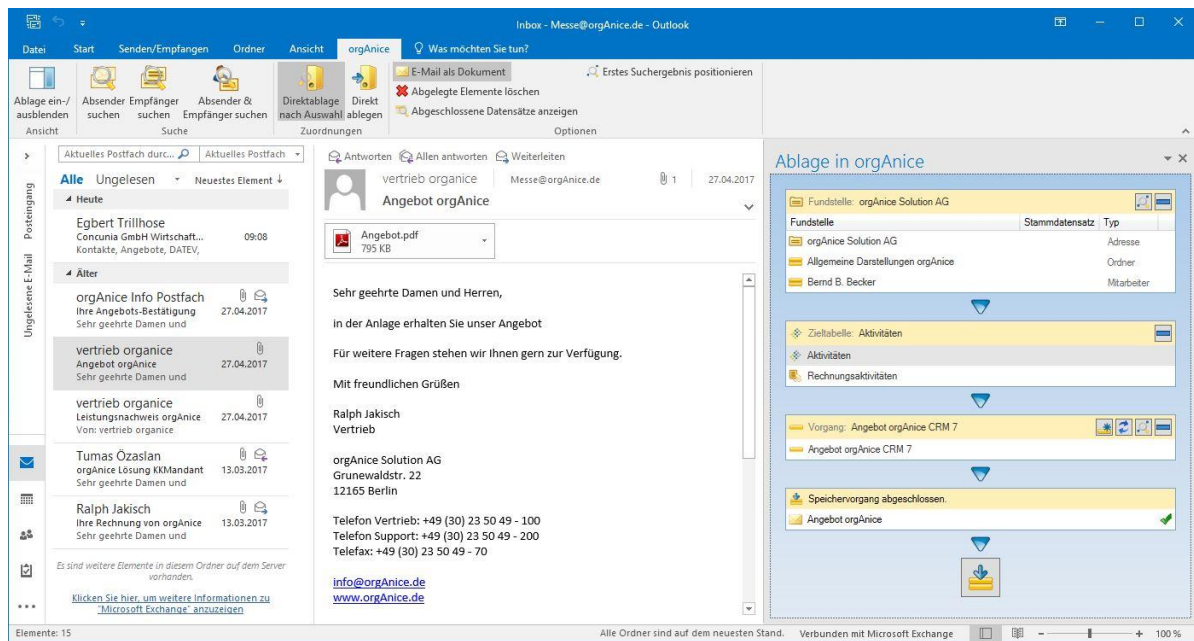 Inbox - Messe@orgAnice.de - Outlook
Datei Start Senden/Empfangen Ordner Ansicht orgAnice Was möchten Sie tun?
Ablage ein-/ausblenden
Absender suchen
Empfänger suchen
Absender & Empfänger suchen
Direktablage nach Auswahl
Direkt ablegen
E-Mail als Dokument
Abgelegte Elemente löschen
Abgeschlossene Datensätze anzeigen
Erstes Suchergebnis positionieren
Ansicht Suche Zuordnungen Optionen
Posteingang
Ungelesene E-Mail
Aktuelles Postfach durc... Aktuelles Postfach
Alle Ungelesen Neuestes Element ↓
Heute
Egbert Trillhose
Concunia GmbH Wirtschaft... 09:08
Kontakte, Angebote, DATEV,
Älter
orgAnice Info Postfach
Ihre Angebots-Bestätigung 27.04.2017
Sehr geehrte Damen und
vertrieb organice
Angebot orgAnice 27.04.2017
Sehr geehrte Damen und
vertrieb organice
Leistungsnachweis orgAnice 27.04.2017
Von: vertrieb organice
Tumas Özaslan
orgAnice Lösung KKMandant 13.03.2017
Sehr geehrte Damen und
Ralph Jakisch
Ihre Rechnung von orgAnice 13.03.2017
Sehr geehrte Damen und
Es sind weitere Elemente in diesem Ordner auf dem Server
vorhanden.
Klicken Sie hier, um weitere Informationen zu
"Microsoft Exchange" anzuzeigen
Antworten Allen antworten Weiterleiten
vertrieb organice Messe@orgAnice.de 1 27.04.2017
Angebot orgAnice
Angebot.pdf
795 KB
Sehr geehrte Damen und Herren,
in der Anlage erhalten Sie unser Angebot
Für weitere Fragen stehen wir Ihnen gern zur Verfügung.
Mit freundlichen Grüßen
Ralph Jakisch
Vertrieb
orgAnice Solution AG
Grunewaldstr. 22
12165 Berlin
Telefon Vertrieb: +49 (30) 23 50 49 - 100
Telefon Support: +49 (30) 23 50 49 - 200
Telefax: +49 (30) 23 50 49 - 70
info@orgAnice.de
www.orgAnice.de
Ablage in orgAnice
Fundstelle: orgAnice Solution AG
Fundstelle Stammdatensatz Typ
orgAnice Solution AG Adresse
Allgemeine Darstellungen orgAnice Ordner
Bernd B. Becker Mitarbeiter
Zieltabelle: Aktivitäten
Aktivitäten
Rechnungsaktivitäten
Vorgang: Angebot orgAnice CRM 7
Angebot orgAnice CRM 7
Speichervorgang abgeschlossen.
Angebot orgAnice
Elemente: 15 Alle Ordner sind auf dem neuesten Stand. Verbunden mit Microsoft Exchange 100 %